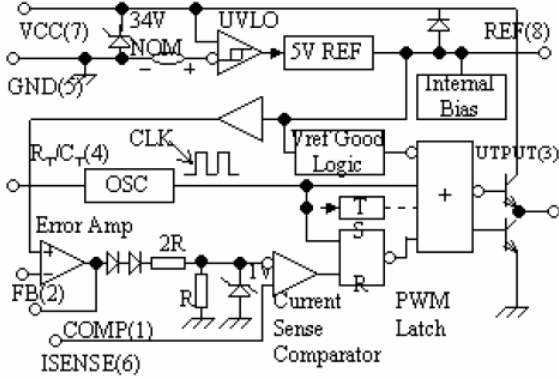 34V
UVLO
VCC(7)
NOM
5V REF
REF(8)
− +
GND(5)
Internal
Bias
CLK
Vref Good
Logic
RT/CT(4)
UTPUT(3)
OSC
T
+
Error Amp
S
2R
+
−
1V
R
R
FB(2)
Current
Sense
Comparator
PWM
Latch
COMP(1)
ISENSE(6)